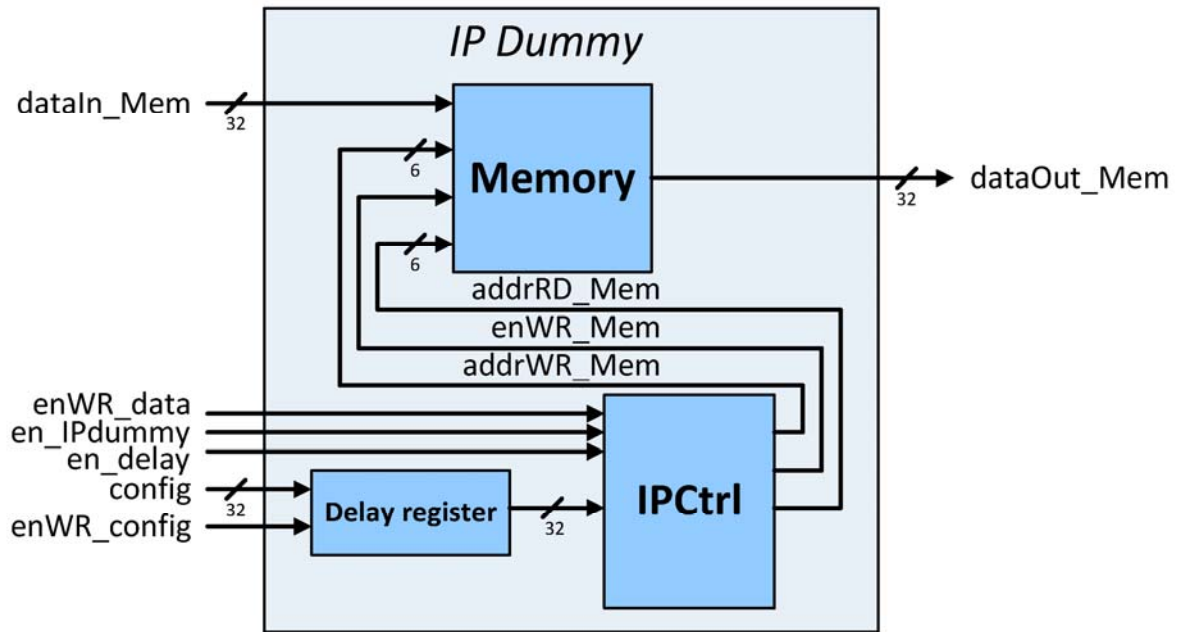 IP Dummy
dataIn_Mem
32
6
Memory
6
dataOut_Mem
32
addrRD_Mem
enWR_Mem
addrWR_Mem
enWR_data
en_IPdummy
en_delay
config
32
enWR_config
Delay register
32
IPCtrl